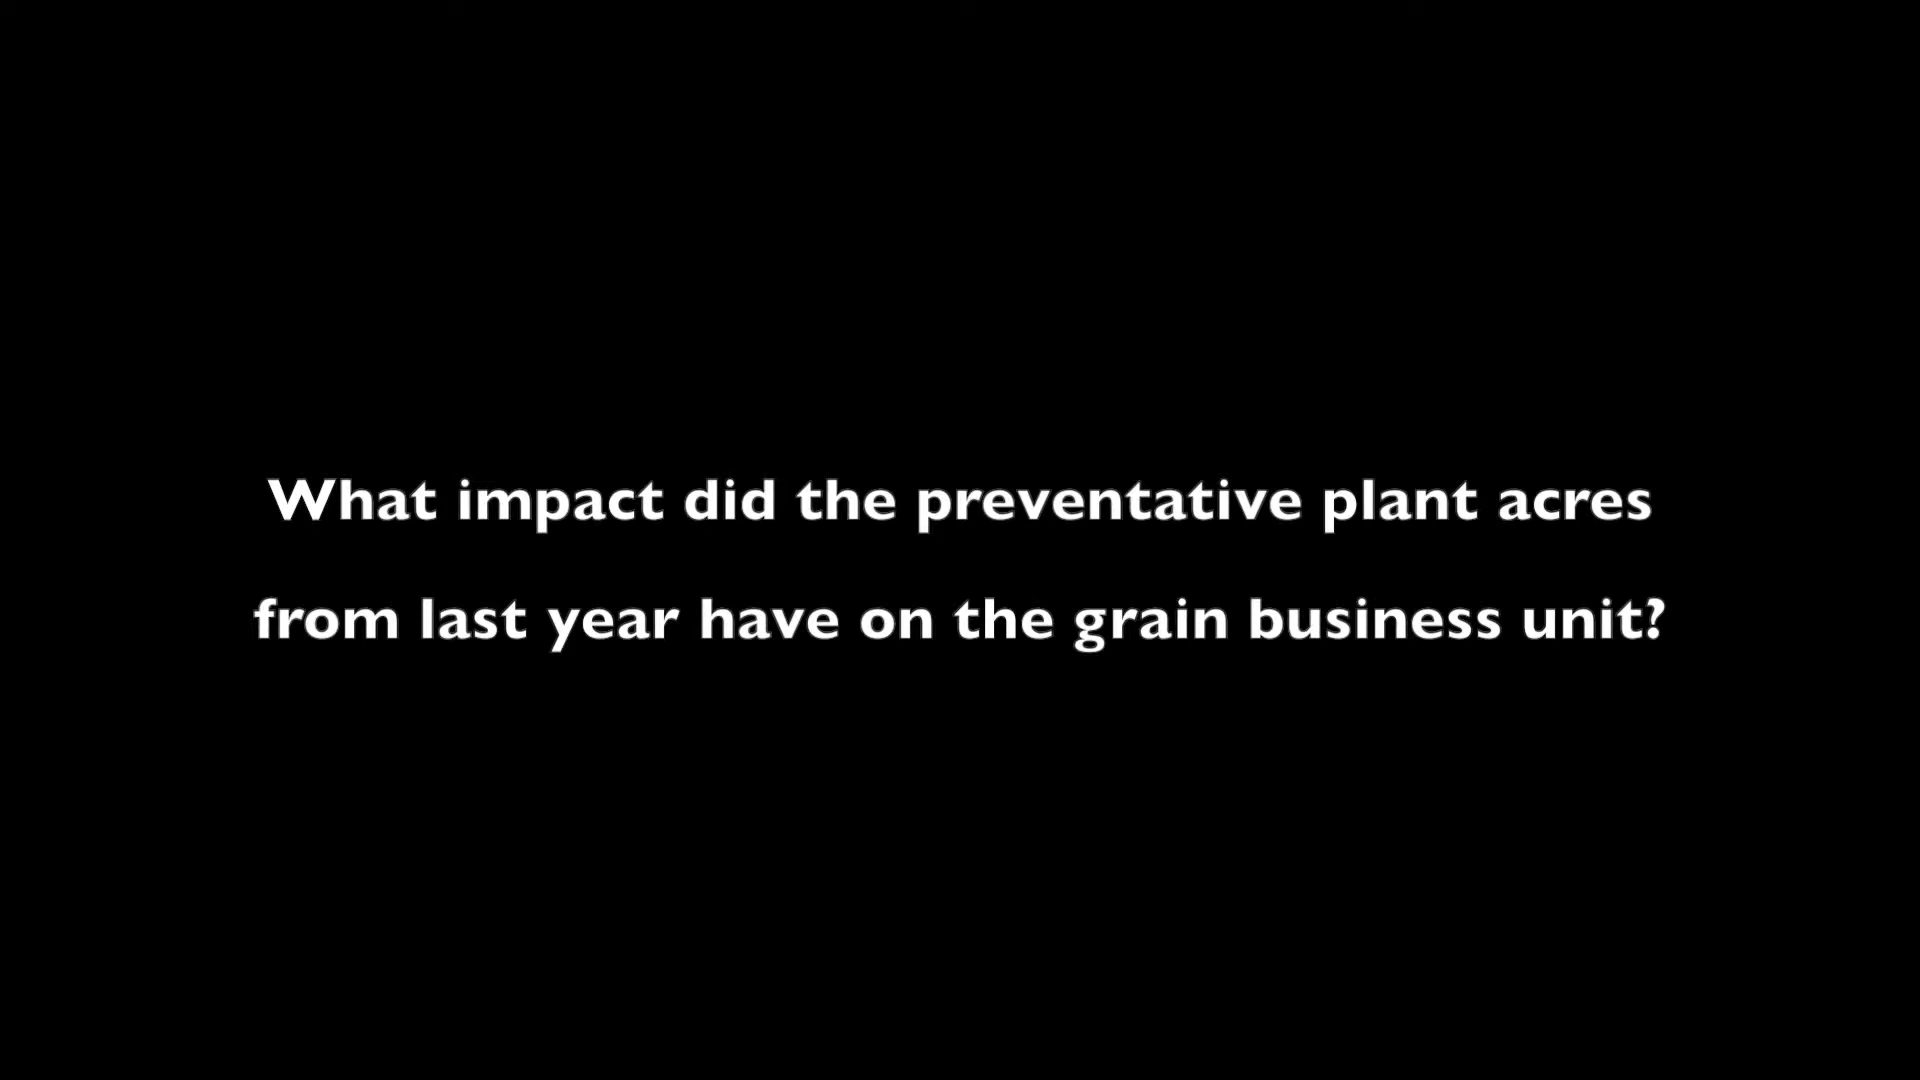 What impact did the preventative plant acres
from last year have on the grain business unit?